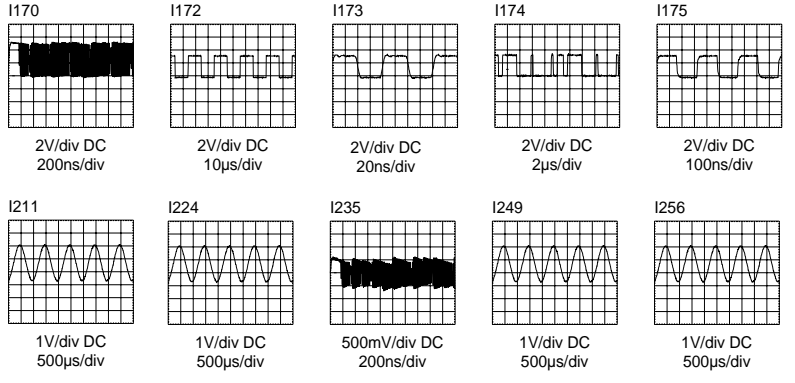 I170 I172 I173 I174 I175
2V/div DC 2V/div DC 2V/div DC 2V/div DC 2V/div DC
200ns/div 10µs/div 20ns/div 2µs/div 100ns/div
I211 I224 I235 I249 I256
1V/div DC 1V/div DC 500mV/div DC 1V/div DC 1V/div DC
500µs/div 500µs/div 200ns/div 500µs/div 500µs/div